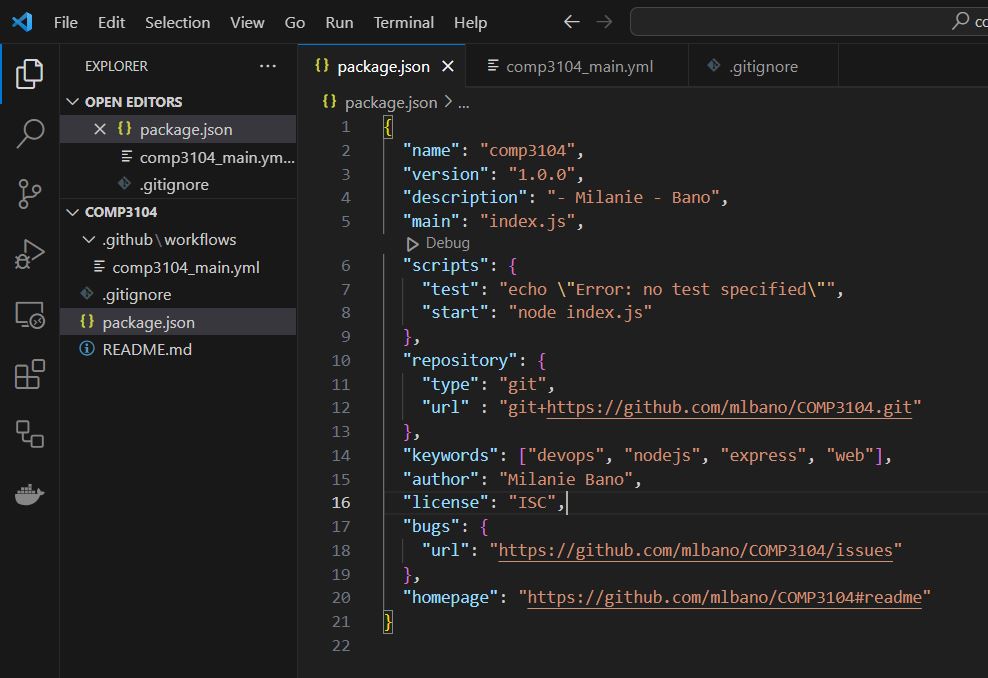 File Edit Selection View Go Run Terminal Help
EXPLORER ...
OPEN EDITORS
package.json
comp3104_main.ym...
.gitignore
COMP3104
.github\workflows
comp3104_main.yml
.gitignore
package.json
README.md
package.json comp3104_main.yml .gitignore
package.json > ...
1 {
2 "name": "comp3104",
3 "version": "1.0.0",
4 "description": "- Milanie - Bano",
5 "main": "index.js",
Debug
6 "scripts": {
7 "test": "echo \"Error: no test specified\"",
8 "start": "node index.js"
9 },
10 "repository": {
11 "type": "git",
12 "url" : "git+https://github.com/mlbano/COMP3104.git"
13 },
14 "keywords": ["devops", "nodejs", "express", "web"],
15 "author": "Milanie Bano",
16 "license": "ISC",
17 "bugs": {
18 "url": "https://github.com/mlbano/COMP3104/issues"
19 },
20 "homepage": "https://github.com/mlbano/COMP3104#readme"
21 }
22